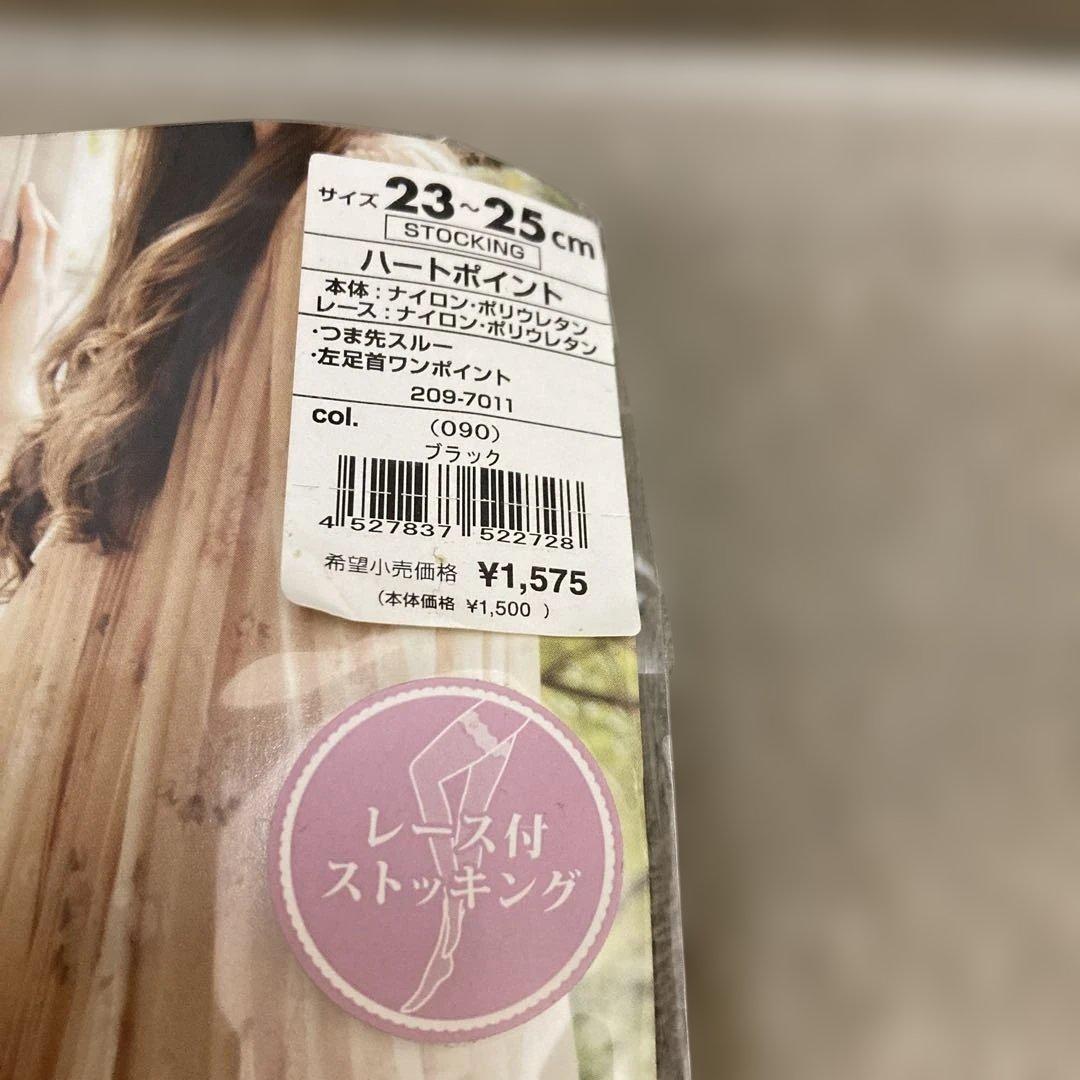 サイズ 23~25cm
STOCKING
ハートポイント
本体:ナイロン・ポリウレタン
レース:ナイロン・ポリウレタン
・つま先スルー
・左足首ワンポイント
209-7011
col. (090)
ブラック
4 527837 522728
希望小売価格 ¥1,575
(本体価格 ¥1,500 )
レース付
ストッキング